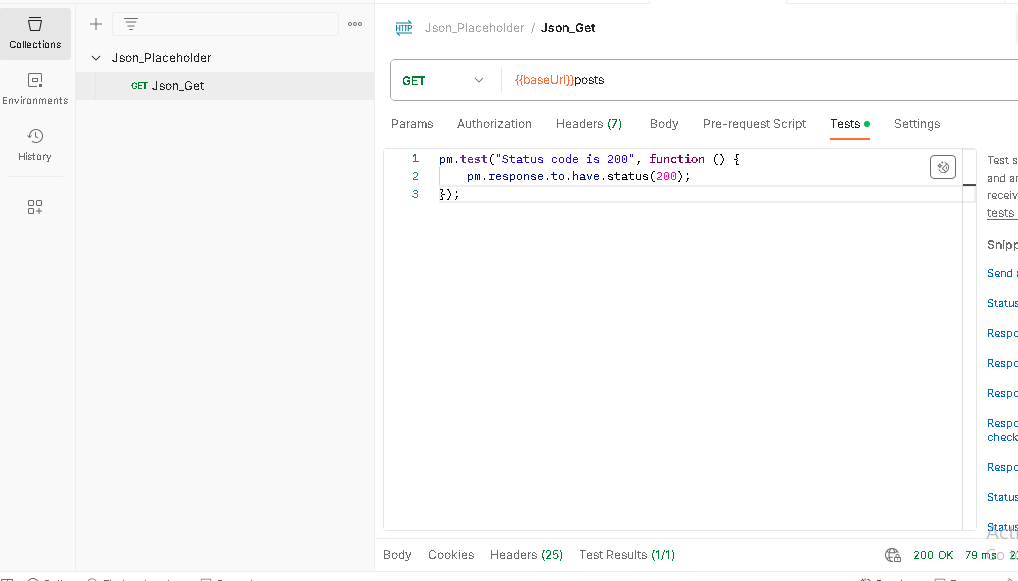 Collections
Environments
History
Json_Placeholder
GET Json_Get
HTTP Json_Placeholder / Json_Get
GET {{baseUrl}}posts
Params Authorization Headers (7) Body Pre-request Script Tests Settings
1 pm.test("Status code is 200", function () {
2 pm.response.to.have.status(200);
3 });
Test s
and ar
receiv
tests
Snipp
Send a
Status
Respo
Respo
Respo
Respo
check
Respo
Status
Status
Body Cookies Headers (25) Test Results (1/1)
200 OK 79 ms